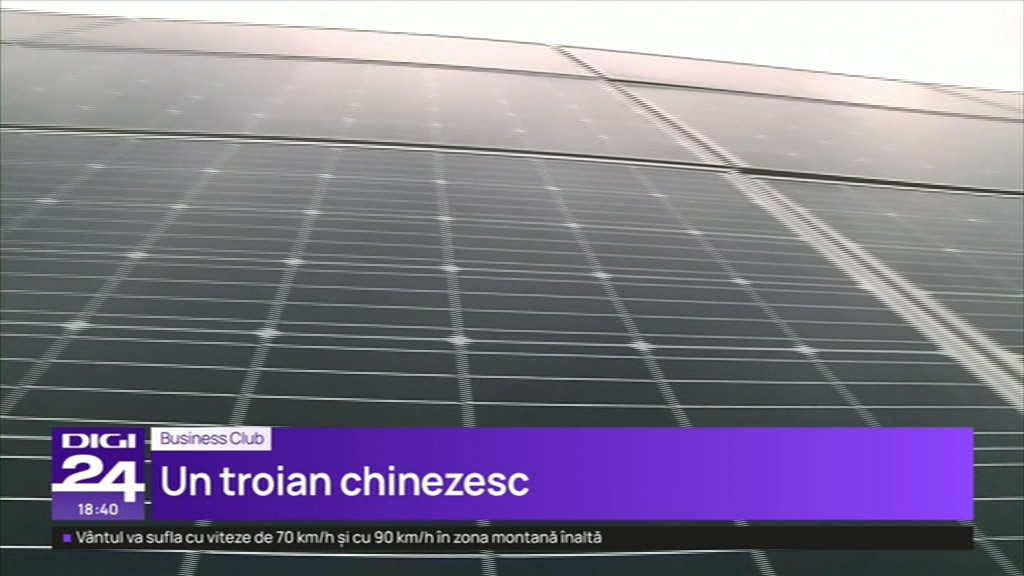 Business Club
DIGI
24
Un troian chinezesc
18:40
Vântul va sufla cu viteze de 70 km/h și cu 90 km/h în zona montană înaltă